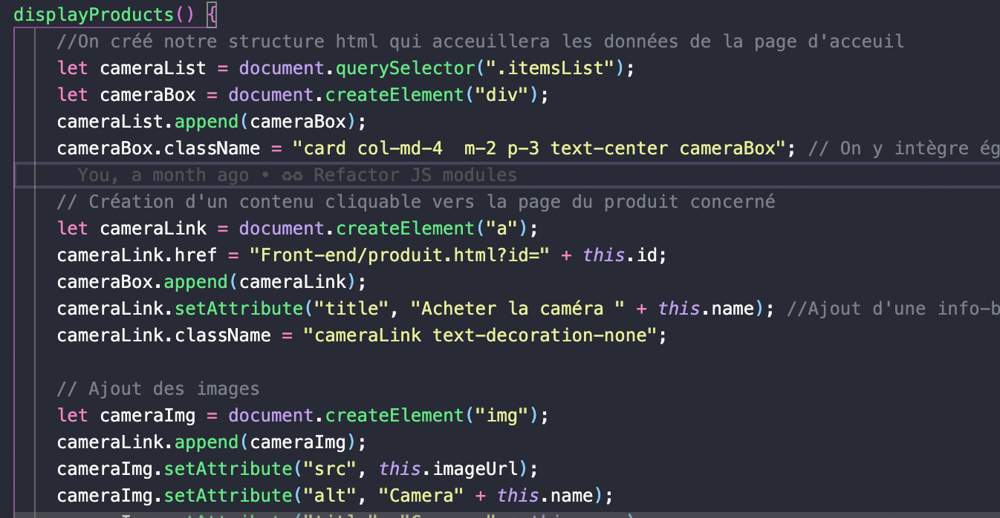 displayProducts() {
//On créé notre structure html qui acceuillera les données de la page d'acceuil
let cameraList = document.querySelector(".itemsList");
let cameraBox = document.createElement("div");
cameraList.append(cameraBox);
cameraBox.className = "card col-md-4  m-2 p-3 text-center cameraBox"; // On y intègre ég
You, a month ago • ♻♻ Refactor JS modules
// Création d'un contenu cliquable vers la page du produit concerné
let cameraLink = document.createElement("a");
cameraLink.href = "Front-end/produit.html?id=" + this.id;
cameraBox.append(cameraLink);
cameraLink.setAttribute("title", "Acheter la caméra " + this.name); //Ajout d'une info-b
cameraLink.className = "cameraLink text-decoration-none";
// Ajout des images
let cameraImg = document.createElement("img");
cameraLink.append(cameraImg);
cameraImg.setAttribute("src", this.imageUrl);
cameraImg.setAttribute("alt", "Camera" + this.name);